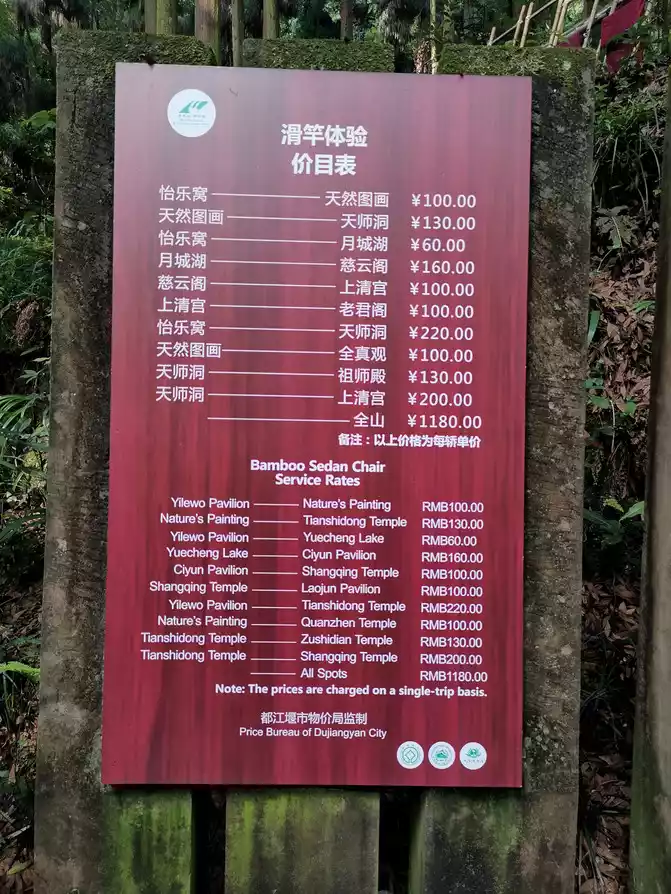 滑竿体验
价目表
怡乐窝 天然图画 ¥100.00
天然图画 天师洞 ¥130.00
怡乐窝 月城湖 ¥60.00
月城湖 慈云阁 ¥160.00
慈云阁 上清宫 ¥100.00
上清宫 老君阁 ¥100.00
怡乐窝 天师洞 ¥220.00
天然图画 全真观 ¥100.00
天师洞 祖师殿 ¥130.00
天师洞 上清宫 ¥200.00
全山 ¥1180.00
备注：以上价格为每轿单价
Bamboo Sedan Chair
Service Rates
Yilewo Pavilion Nature's Painting RMB100.00
Nature's Painting Tianshidong Temple RMB130.00
Yilewo Pavilion Yuecheng Lake RMB60.00
Yuecheng Lake Ciyun Pavilion RMB160.00
Ciyun Pavilion Shangqing Temple RMB100.00
Shangqing Temple Laojun Pavilion RMB100.00
Yilewo Pavilion Tianshidong Temple RMB220.00
Nature's Painting Quanzhen Temple RMB100.00
Tianshidong Temple Zushidian Temple RMB130.00
Tianshidong Temple Shangqing Temple RMB200.00
All Spots RMB1180.00
Note: The prices are charged on a single-trip basis.
都江堰市物价局监制
Price Bureau of Dujiangyan City